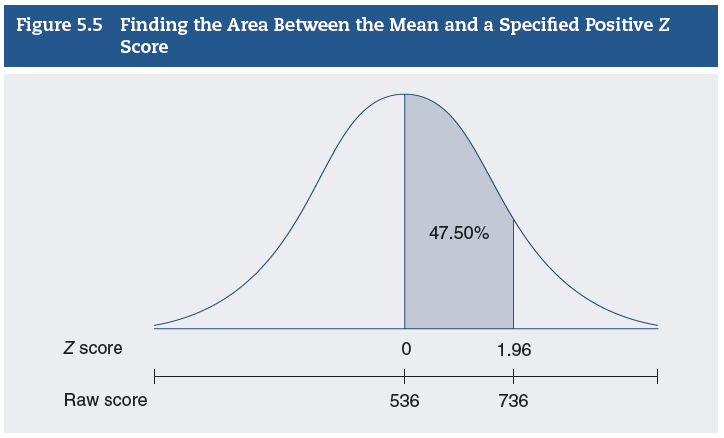 Figure 5.5 Finding the Area Between the Mean and a Specified Positive Z
Score
47.50%
Z score 0 1.96
Raw score 536 736